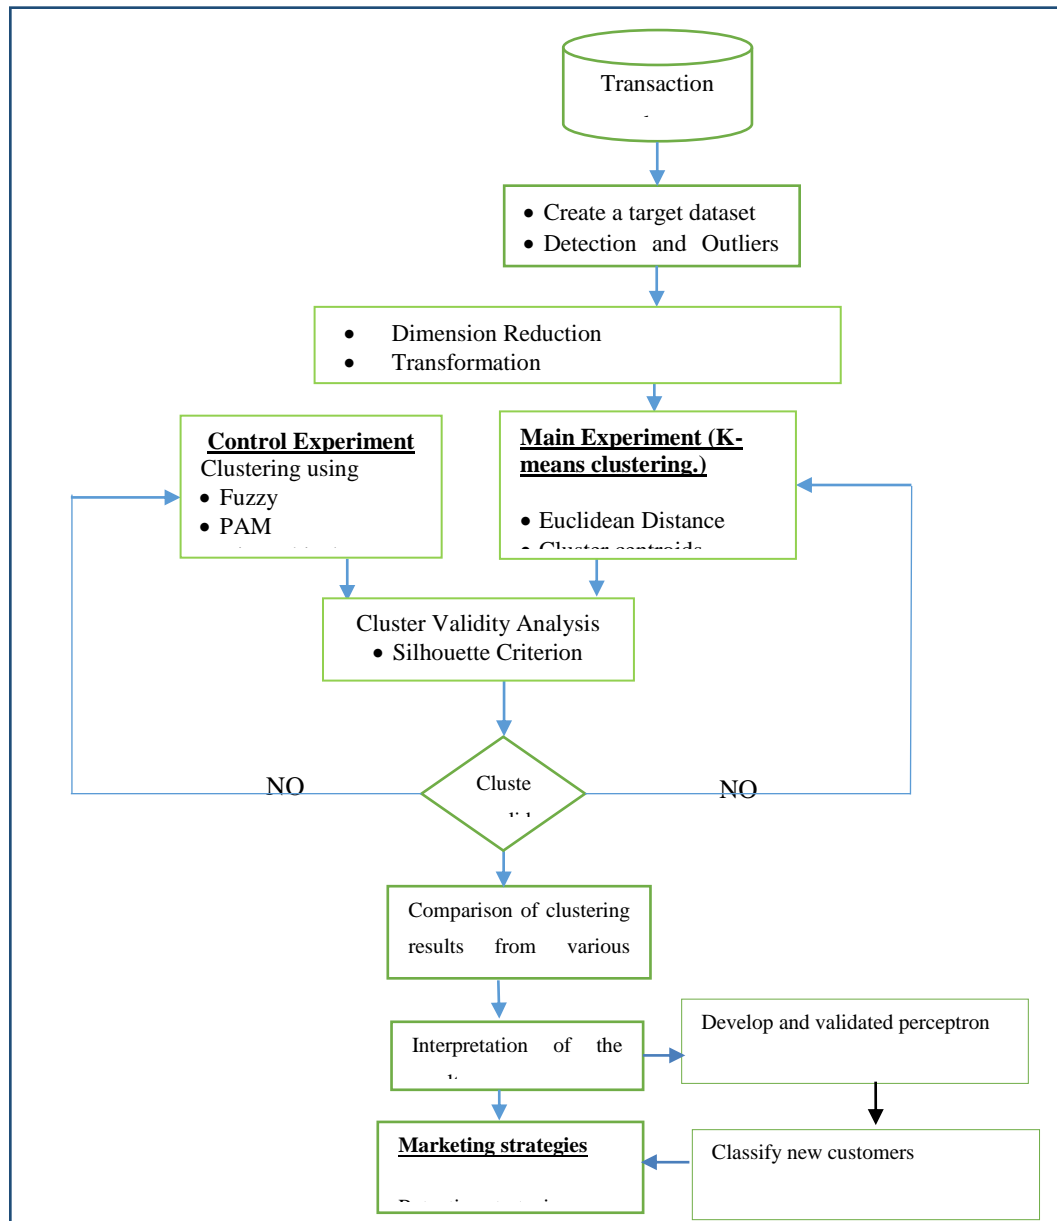 Transaction
• Create a target dataset
• Detection and Outliers
• Dimension Reduction
• Transformation
Control Experiment
Clustering using
• Fuzzy
• PAM
Main Experiment (K-
means clustering.)
• Euclidean Distance
• Cluster centroids
Cluster Validity Analysis
• Silhouette Criterion
NO
Cluste
NO
Comparison of clustering
results from various
Interpretation of the
Develop and validated perceptron
Marketing strategies
Classify new customers